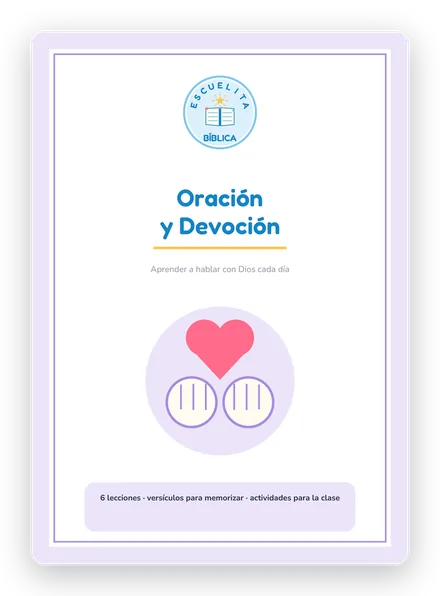 ESCUELITA
BÍBLICA
Oración
y Devoción
Aprender a hablar con Dios cada día
6 lecciones · versículos para memorizar · actividades para la clase